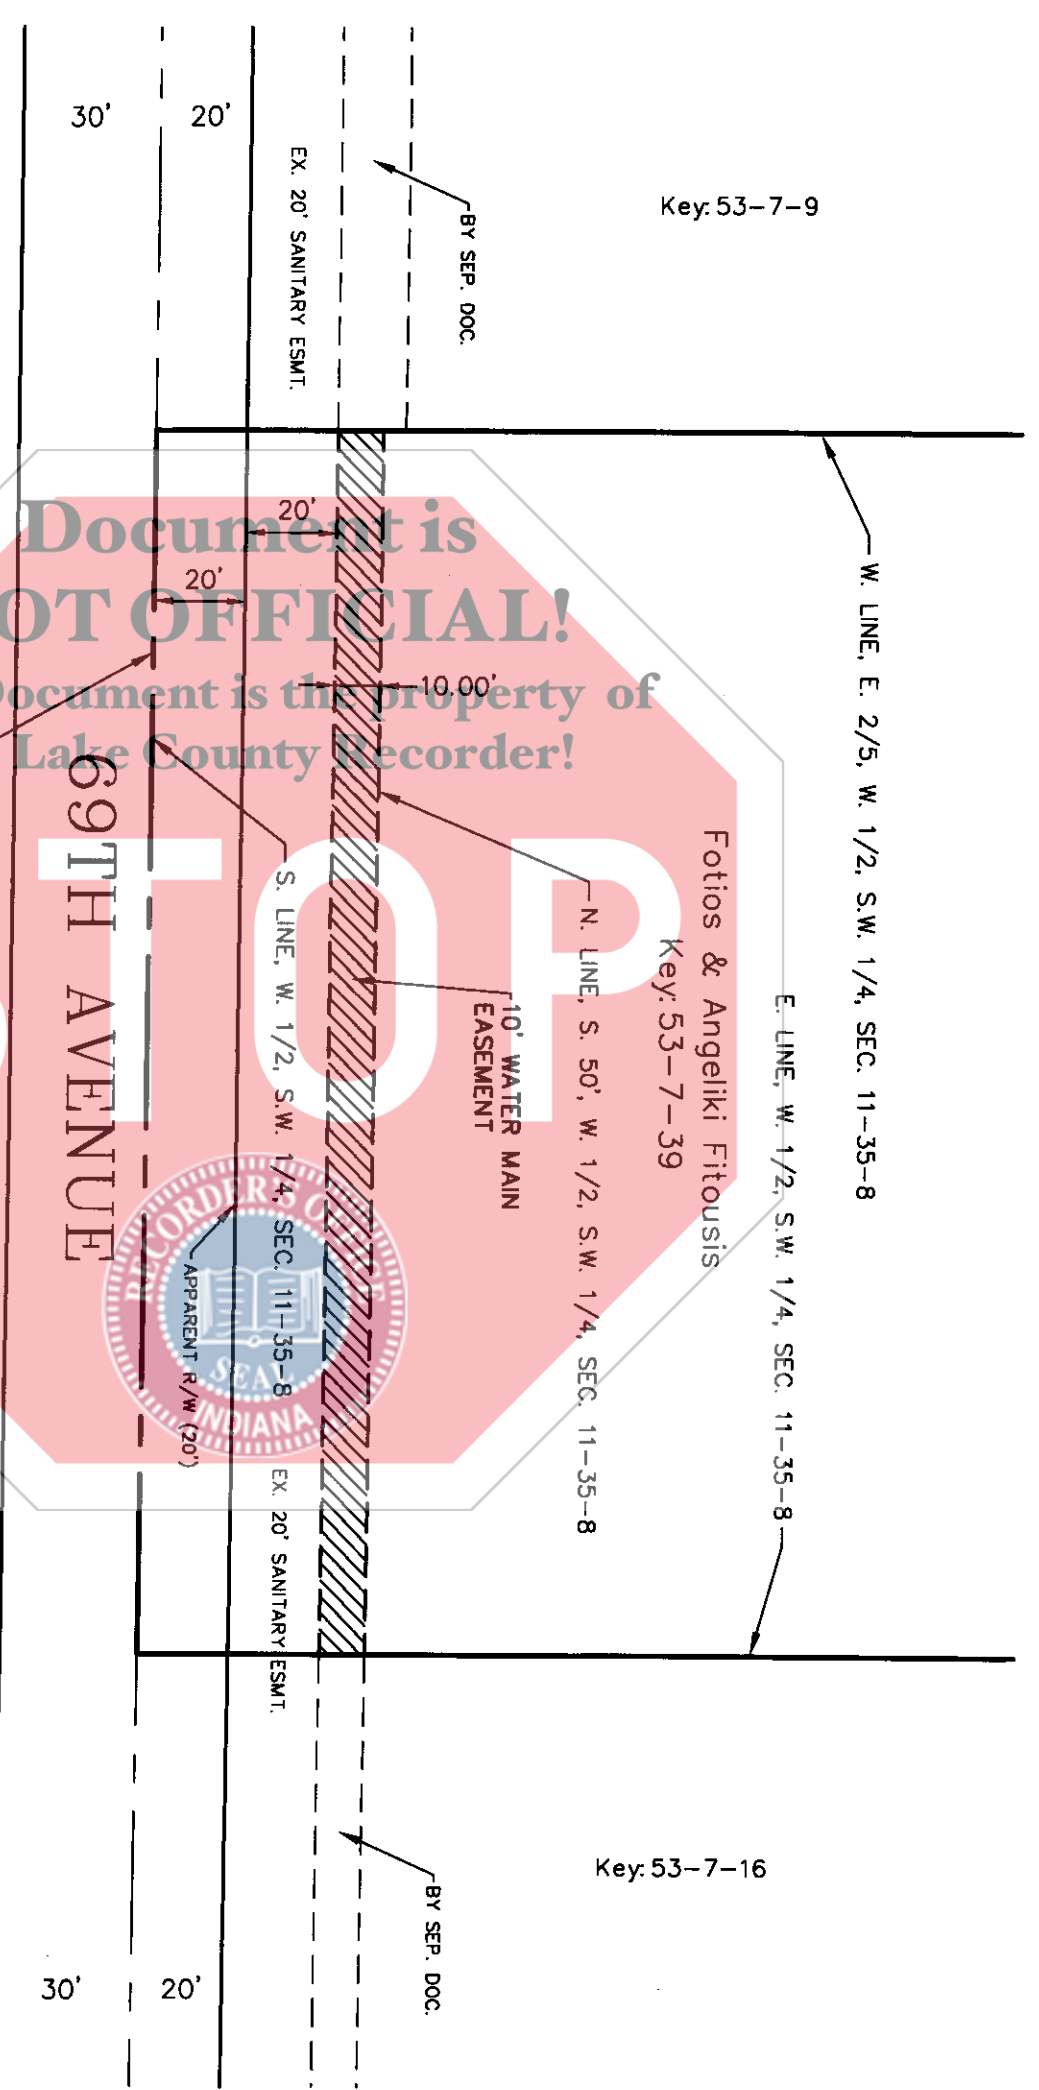 Key: 53-7-9
30'
20'
EX. 20' SANITARY ESMT.
BY SEP. DOC.
W. LINE, E. 2/5, W. 1/2, S.W. 1/4, SEC. 11-35-8
E. LINE, W. 1/2, S.W. 1/4, SEC. 11-35-8
Fotios & Angeliki Fitousis
Key: 53-7-39
N. LINE, S. 50', W. 1/2, S.W. 1/4, SEC. 11-35-8
10' WATER MAIN
EASEMENT
20'
20'
10.00'
S. LINE, W. 1/2, S.W. 1/4, SEC. 11-35-8
EX. 20' SANITARY ESMT.
APPARENT R/W (20')
69TH AVENUE
Document is
OT OFFICIAL!
Document is the property of
Lake County Recorder!
TOP
RECORDER'S OFFICE
SEAL
INDIANA
Key: 53-7-16
BY SEP. DOC.
30'
20'